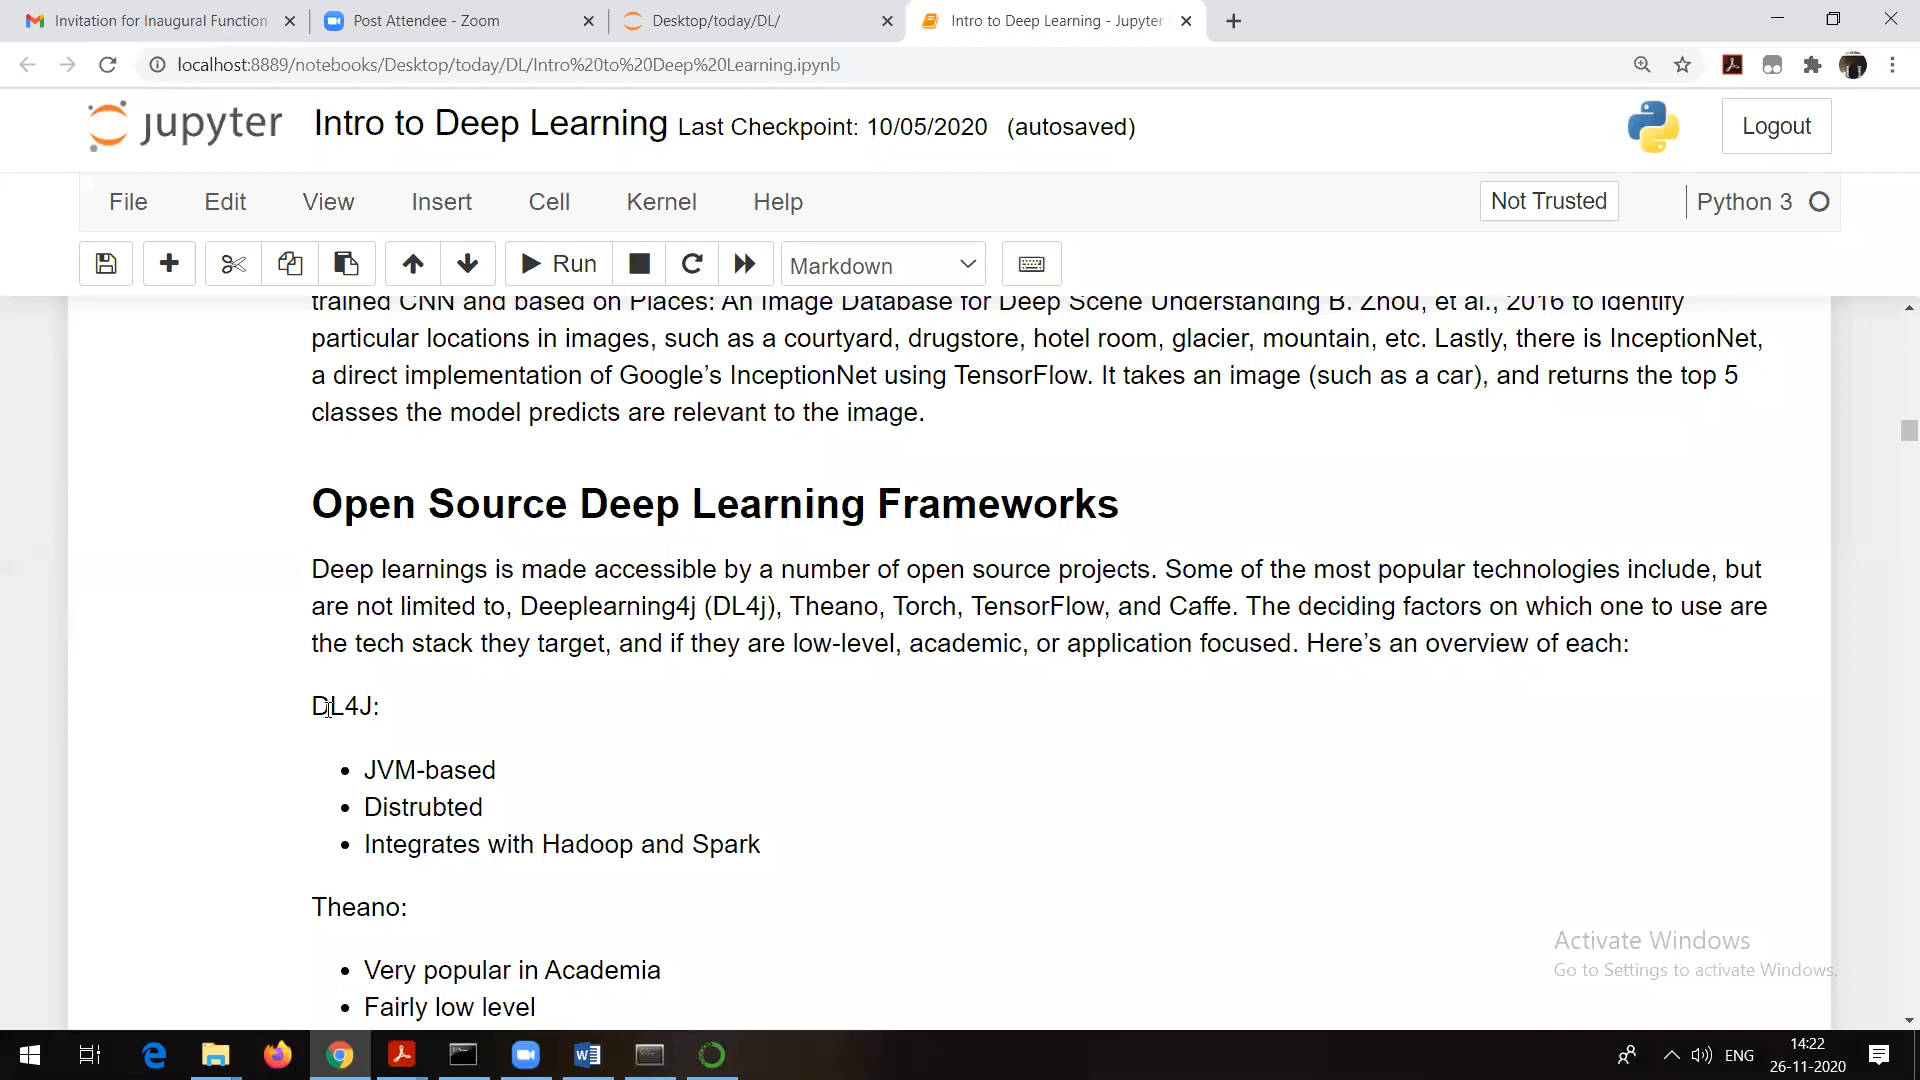 Invitation for Inaugural Function
Post Attendee - Zoom
Desktop/today/DL/
Intro to Deep Learning - Jupyter
localhost:8889/notebooks/Desktop/today/DL/Intro%20to%20Deep%20Learning.ipynb
jupyter Intro to Deep Learning Last Checkpoint: 10/05/2020 (autosaved)
Logout
File Edit View Insert Cell Kernel Help
Not Trusted
Python 3
Run
Markdown
trained CNN and based on Places: An Image Database for Deep Scene Understanding B. Zhou, et al., 2016 to identify
particular locations in images, such as a courtyard, drugstore, hotel room, glacier, mountain, etc. Lastly, there is InceptionNet,
a direct implementation of Google’s InceptionNet using TensorFlow. It takes an image (such as a car), and returns the top 5
classes the model predicts are relevant to the image.
Open Source Deep Learning Frameworks
Deep learnings is made accessible by a number of open source projects. Some of the most popular technologies include, but
are not limited to, Deeplearning4j (DL4j), Theano, Torch, TensorFlow, and Caffe. The deciding factors on which one to use are
the tech stack they target, and if they are low-level, academic, or application focused. Here’s an overview of each:
DL4J:
• JVM-based
• Distrubted
• Integrates with Hadoop and Spark
Theano:
• Very popular in Academia
• Fairly low level
Activate Windows
Go to Settings to activate Windows.
ENG
14:22
26-11-2020